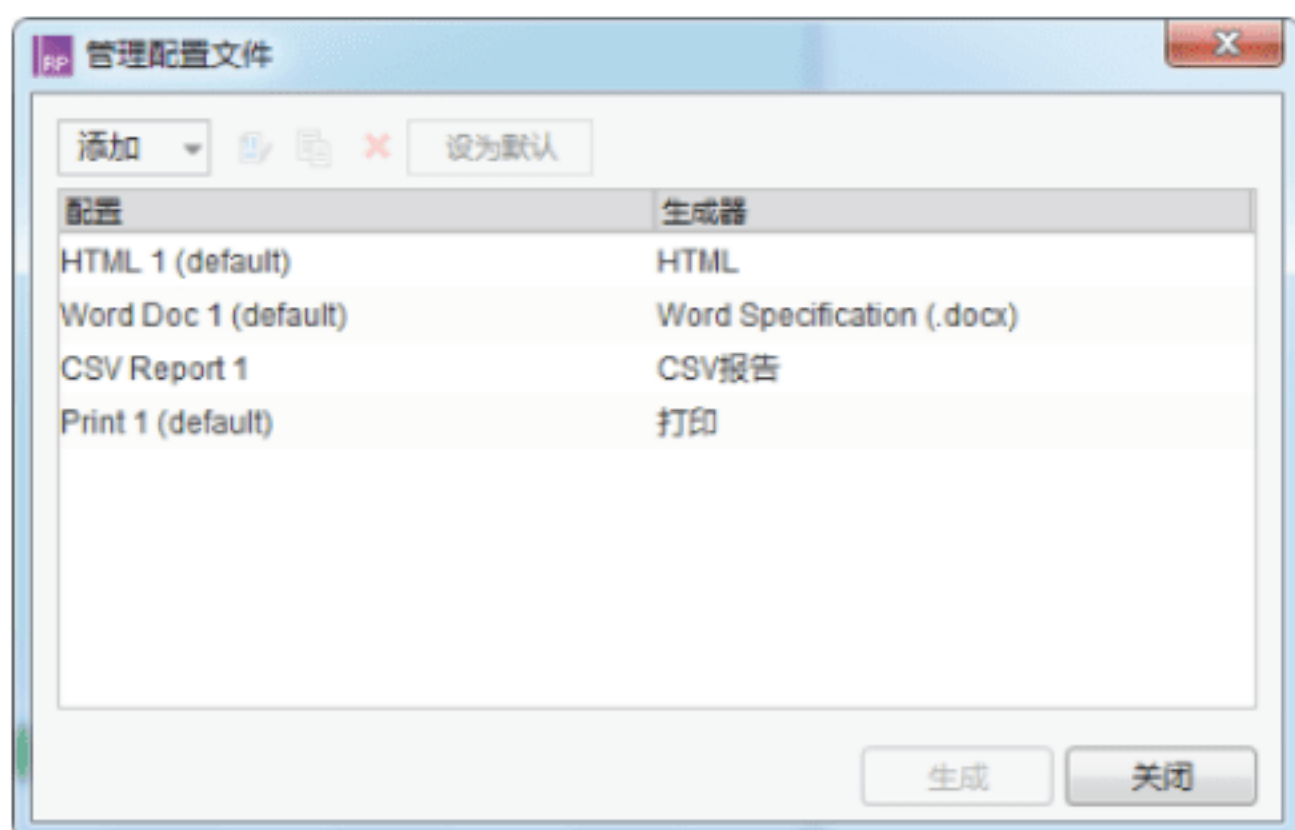 RP 管理配置文件
添加 设为默认
配置 生成器
HTML 1 (default) HTML
Word Doc 1 (default) Word Specification (.docx)
CSV Report 1 CSV报告
Print 1 (default) 打印
生成 关闭